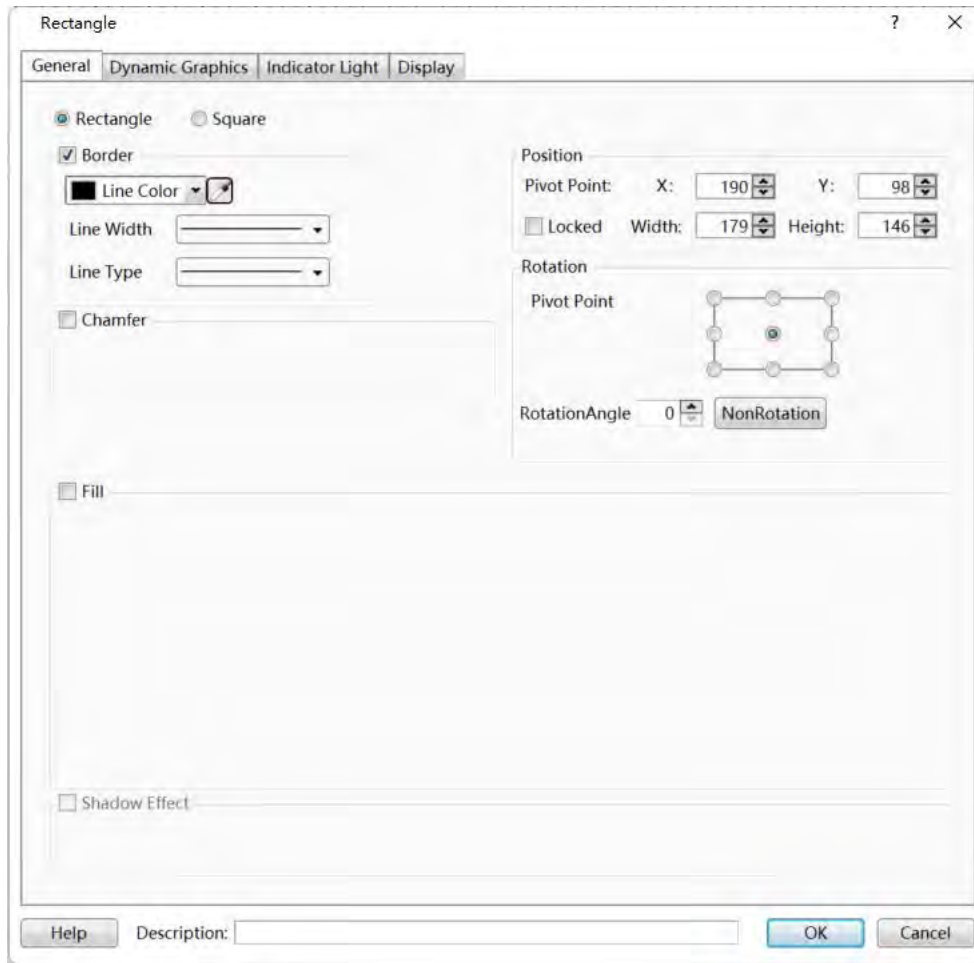 Rectangle ?
General Dynamic Graphics Indicator Light Display
Rectangle Square
Border
Line Color
Line Width
Line Type
Chamfer
Position
Pivot Point: X: 190 Y: 98
Locked Width: 179 Height: 146
Rotation
Pivot Point
RotationAngle 0 NonRotation
Fill
Shadow Effect
Help Description: OK Cancel